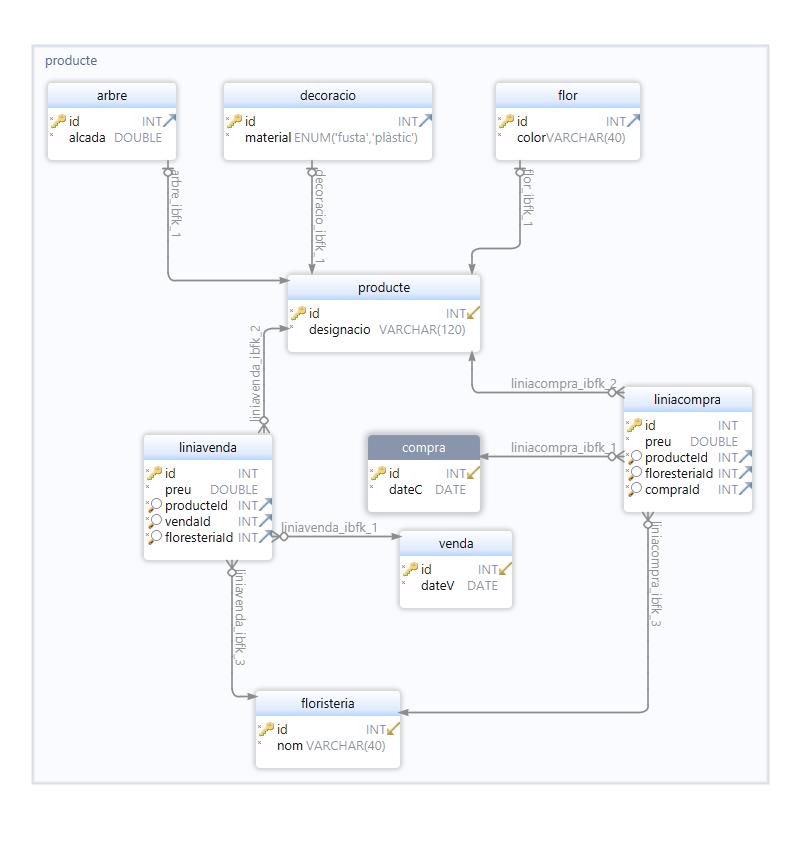 producte
arbre
id INT
alcada DOUBLE
decoracio
id INT
material ENUM('fusta','plàstic')
flor
id INT
color VARCHAR(40)
arbre_ibfk_1
decoracio_ibfk_1
flor_ibfk_1
producte
id INT
designacio VARCHAR(120)
liniavenda_ibfk_2
liniacompra_ibfk_2
liniacompra
id INT
preu DOUBLE
producteId INT
floresteriaId INT
compraId INT
liniavenda
id INT
preu DOUBLE
producteId INT
vendaId INT
floresteriaId INT
compra
id INT
dateC DATE
liniacompra_ibfk_1
liniavenda_ibfk_1
venda
id INT
dateV DATE
liniavenda_ibfk_3
liniacompra_ibfk_3
floristeria
id INT
nom VARCHAR(40)